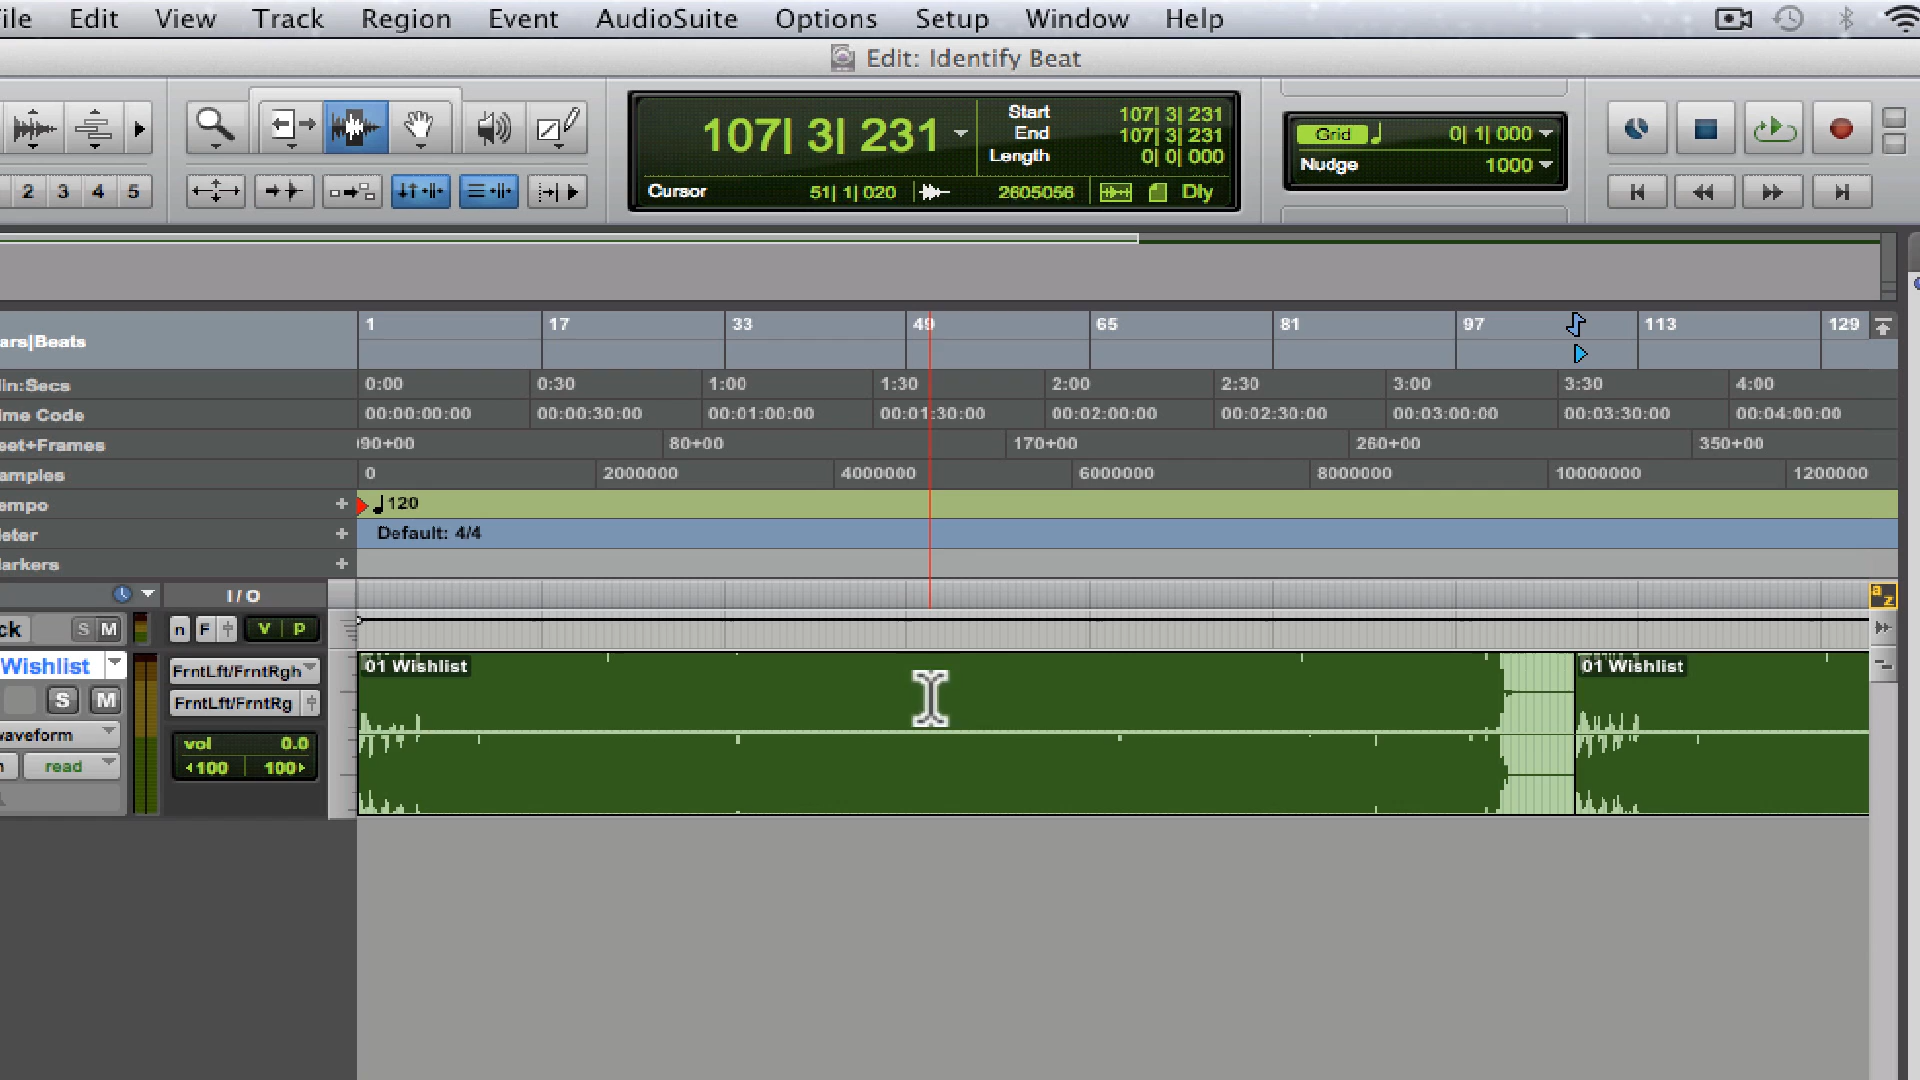 ile Edit View Track Region Event AudioSuite Options Setup Window Help
Edit: Identify Beat
107| 3| 231
Start 107| 3| 231
End 107| 3| 231
Length 0| 0| 000
Cursor 51| 1| 020 2605056 Dly
Grid 0| 1| 000
Nudge 1000
2 3 4 5
ars|Beats 1 17 33 49 65 81 97 113 129
in:Secs 0:00 0:30 1:00 1:30 2:00 2:30 3:00 3:30 4:00
ime Code 00:00:00:00 00:00:30:00 00:01:00:00 00:01:30:00 00:02:00:00 00:02:30:00 00:03:00:00 00:03:30:00 00:04:00:00
eet+Frames 90+00 80+00 170+00 260+00 350+00
amples 0 2000000 4000000 6000000 8000000 10000000 1200000
empo + 120
eter + Default: 4/4
arkers +
I / O
a z
ck S M n F V P
Wishlist FrntLft/FrntRgh 01 Wishlist 01 Wishlist
S M FrntLft/FrntRg
waveform vol 0.0
read 100 100